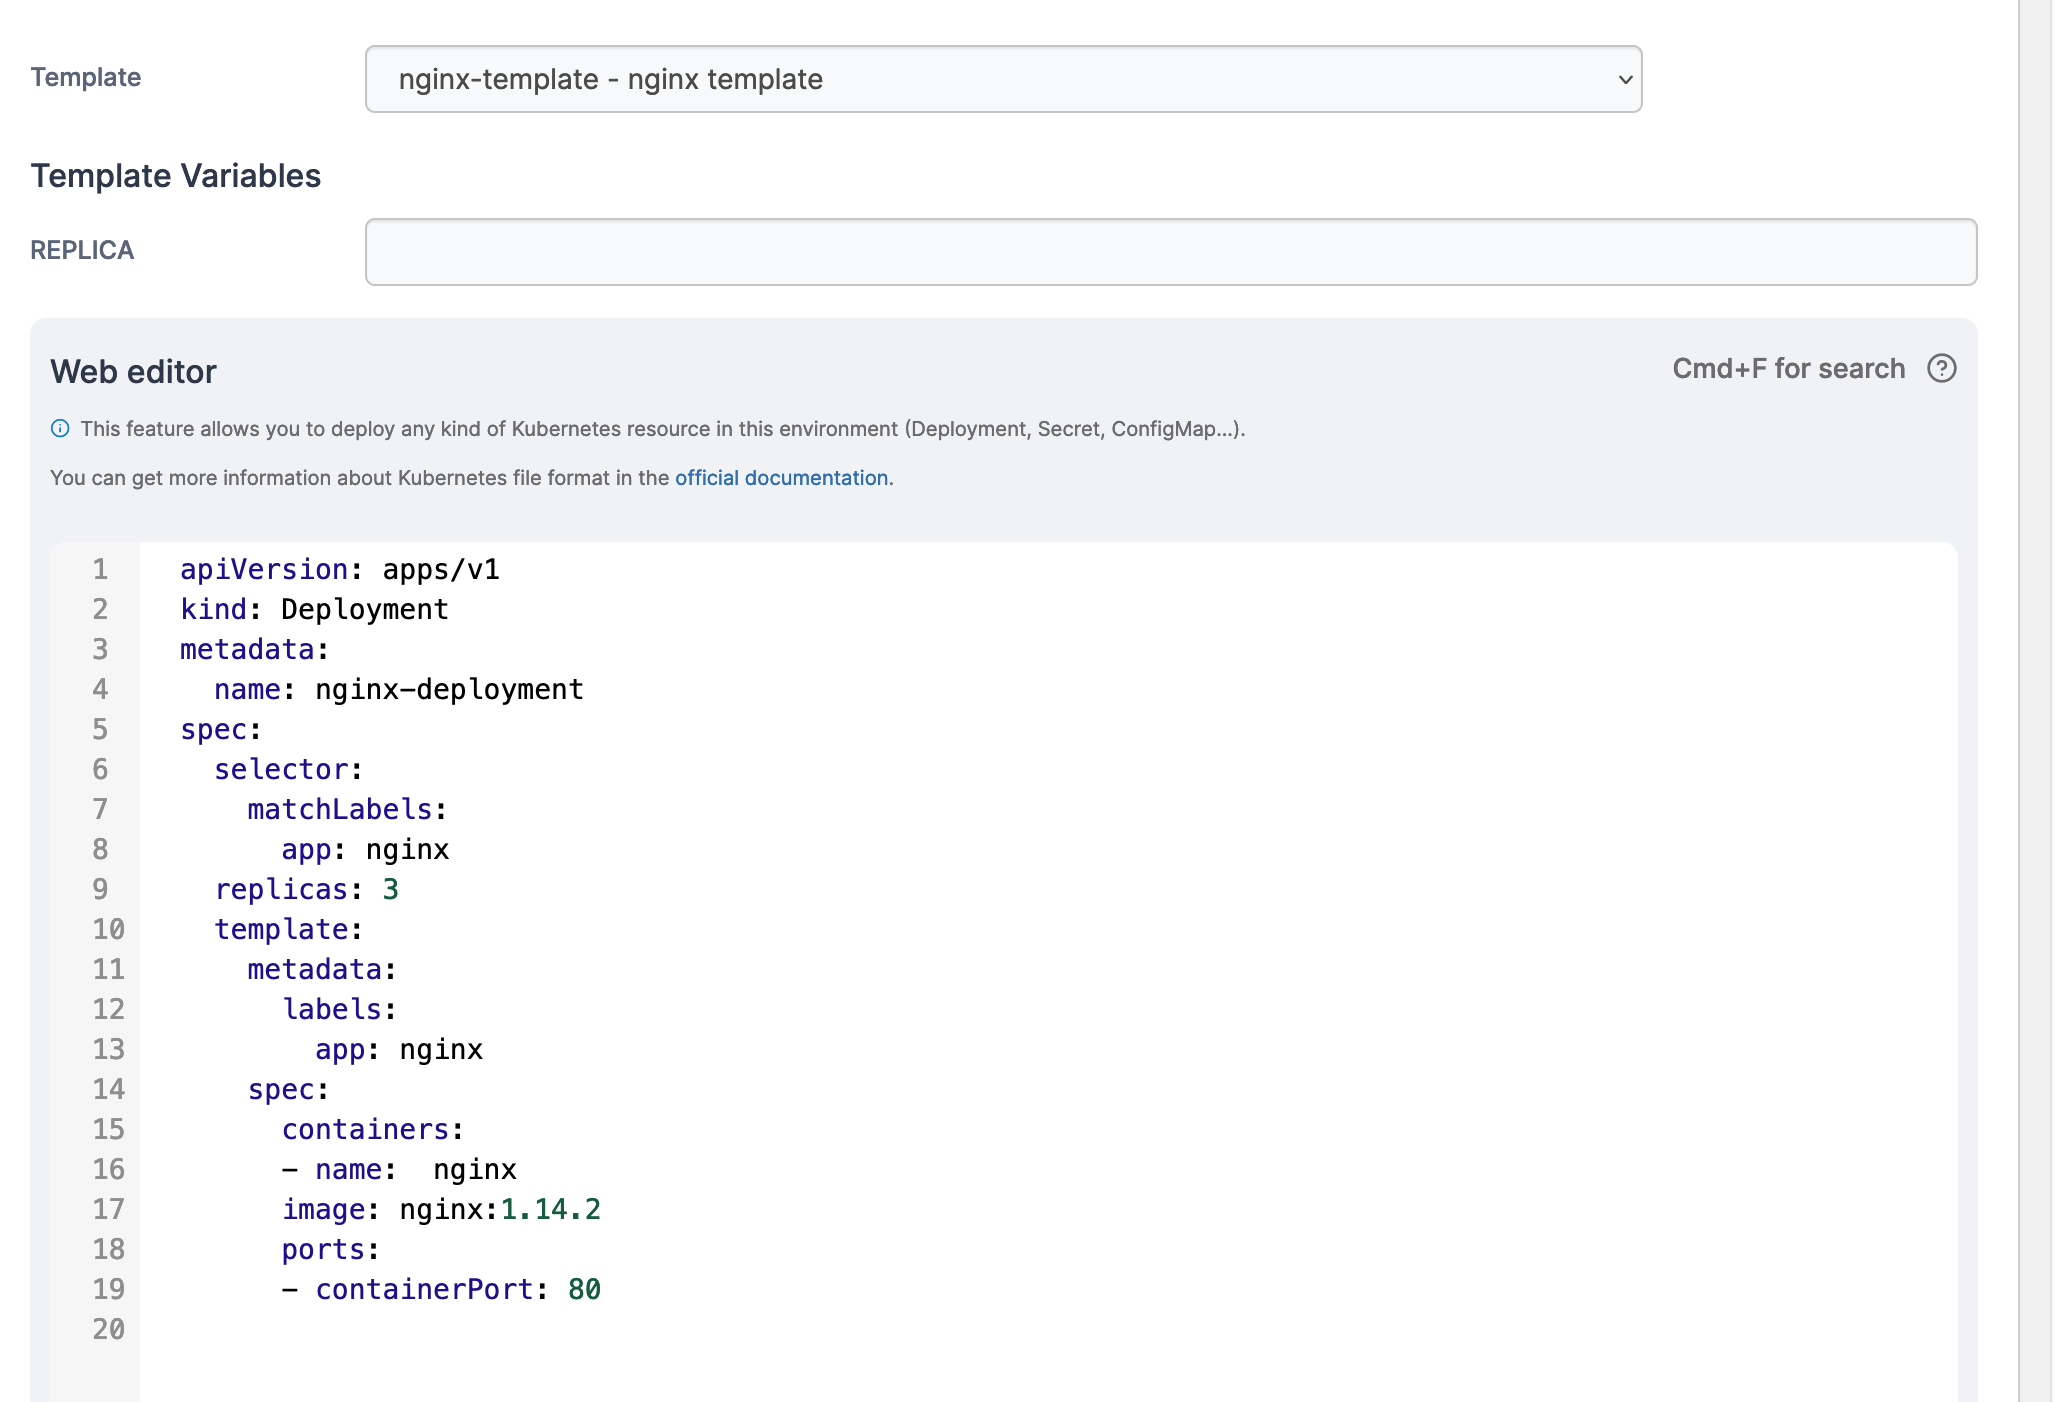 Template
nginx-template - nginx template
Template Variables
REPLICA
Web editor
Cmd+F for search
This feature allows you to deploy any kind of Kubernetes resource in this environment (Deployment, Secret, ConfigMap...).
You can get more information about Kubernetes file format in the official documentation.
1 apiVersion: apps/v1
2 kind: Deployment
3 metadata:
4   name: nginx-deployment
5 spec:
6   selector:
7     matchLabels:
8       app: nginx
9   replicas: 3
10   template:
11     metadata:
12       labels:
13         app: nginx
14     spec:
15       containers:
16       - name:  nginx
17       image: nginx:1.14.2
18       ports:
19       - containerPort: 80
20